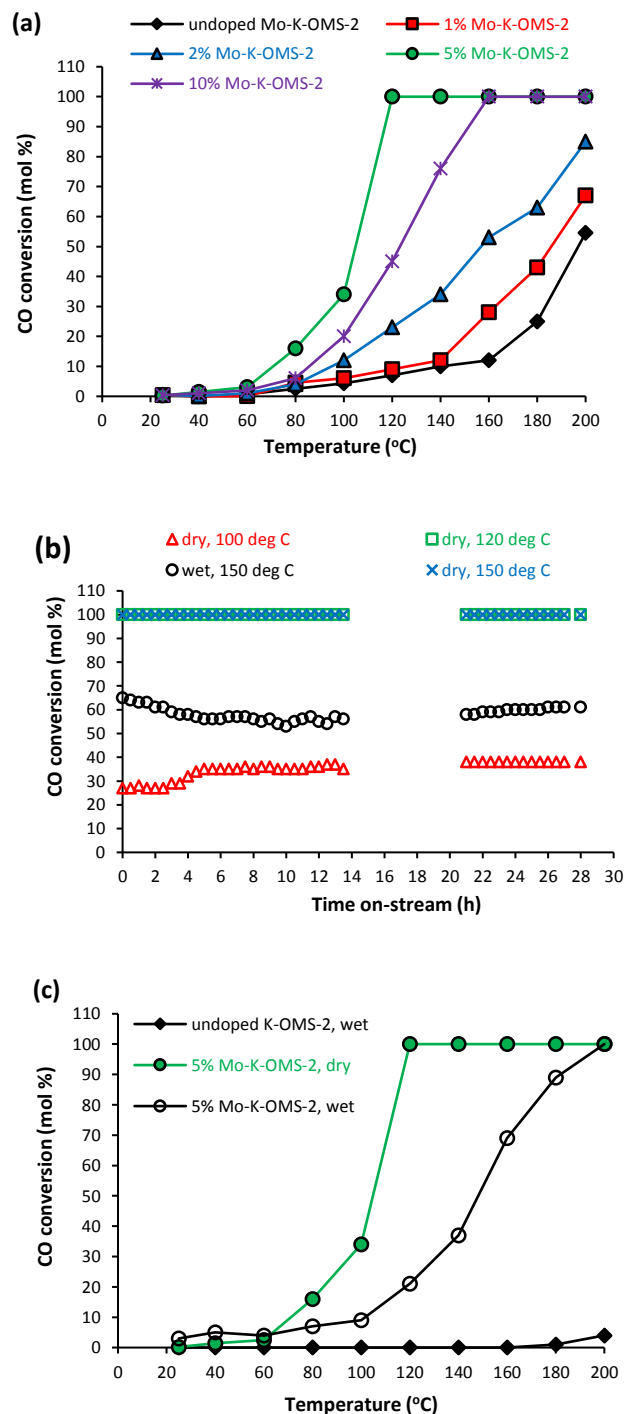 (a)
undoped Mo-K-OMS-2
1% Mo-K-OMS-2
2% Mo-K-OMS-2
5% Mo-K-OMS-2
10% Mo-K-OMS-2
CO conversion (mol %)
110
100
90
80
70
60
50
40
30
20
10
0
0 20 40 60 80 100 120 140 160 180 200
Temperature (ᵒC)
(b)
dry, 100 deg C
dry, 120 deg C
wet, 150 deg C
dry, 150 deg C
CO conversion (mol %)
110
100
90
80
70
60
50
40
30
20
10
0
0 2 4 6 8 10 12 14 16 18 20 22 24 26 28 30
Time on-stream (h)
(c)
undoped K-OMS-2, wet
5% Mo-K-OMS-2, dry
5% Mo-K-OMS-2, wet
CO conversion (mol %)
110
100
90
80
70
60
50
40
30
20
10
0
0 20 40 60 80 100 120 140 160 180 200
Temperature (ᵒC)